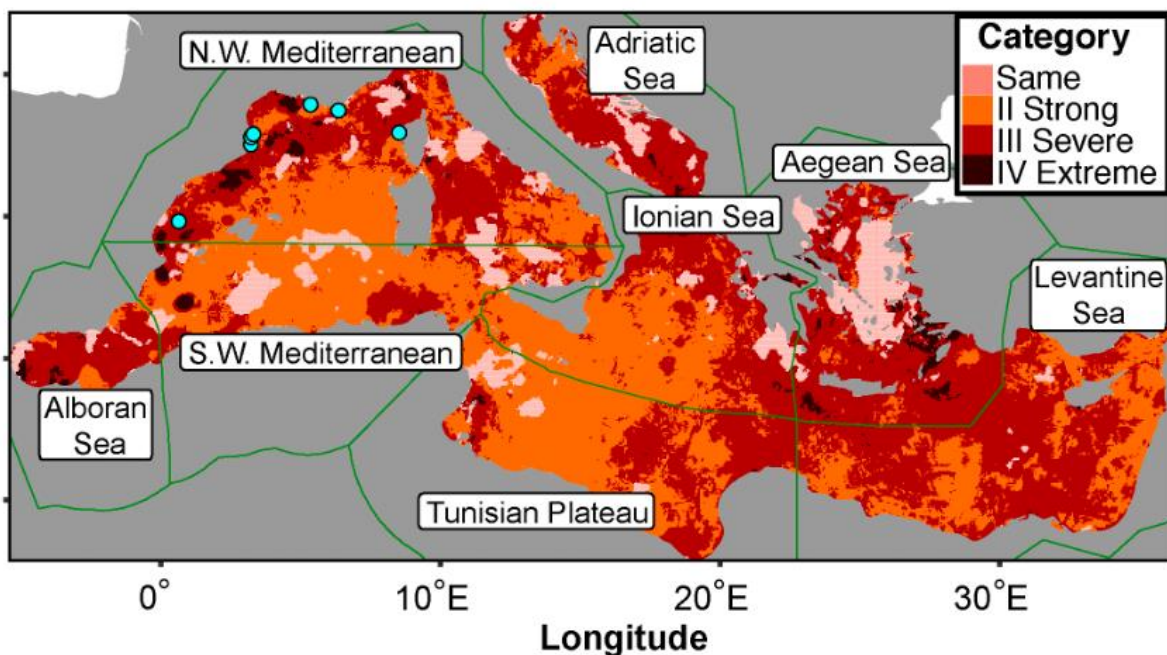 N.W. Mediterranean
Adriatic
Sea
Category
Same
II Strong
III Severe
IV Extreme
Aegean Sea
Ionian Sea
Levantine
Sea
S.W. Mediterranean
Alboran
Sea
Tunisian Plateau
0°
10°E
20°E
30°E
Longitude